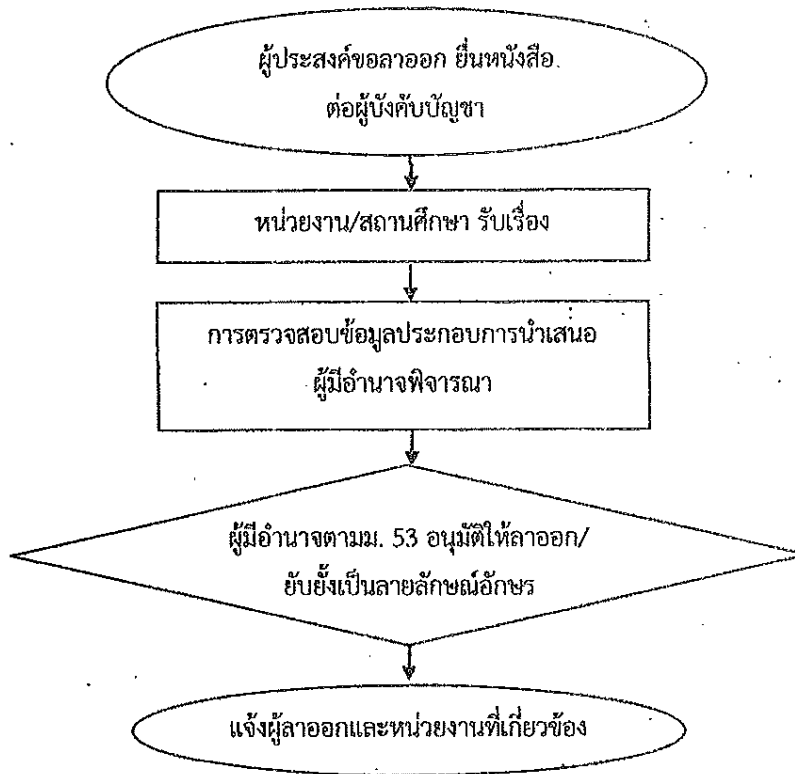 ผู้ประสงค์ขอลาออก ยื่นหนังสือ
ต่อผู้บังคับบัญชา
หน่วยงาน/สถานศึกษา รับเรื่อง
การตรวจสอบข้อมูลประกอบการนำเสนอ
ผู้มีอำนาจพิจารณา
ผู้มีอำนาจตามม. 53 อนุมัติให้ลาออก/
ยับยั้งเป็นลายลักษณ์อักษร
แจ้งผู้ลาออกและหน่วยงานที่เกี่ยวข้อง